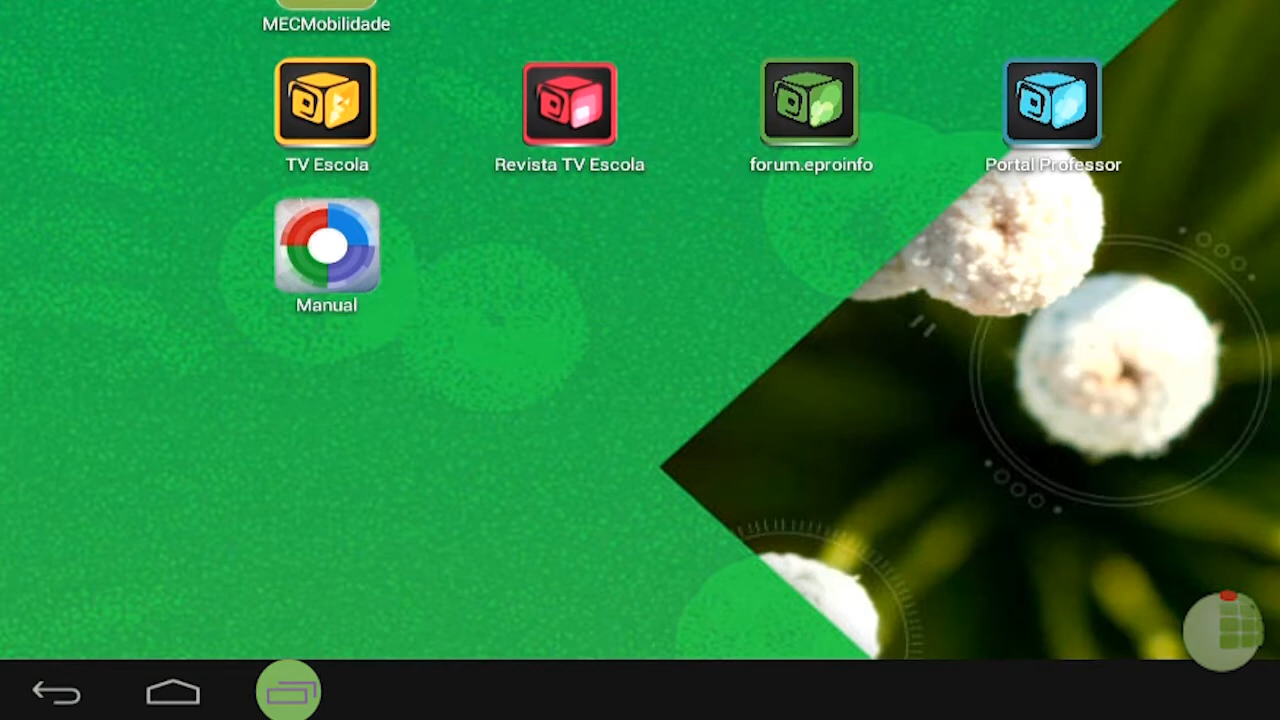 MECMobilidade
TV Escola
Revista TV Escola
forum.eproinfo
Portal Professor
Manual